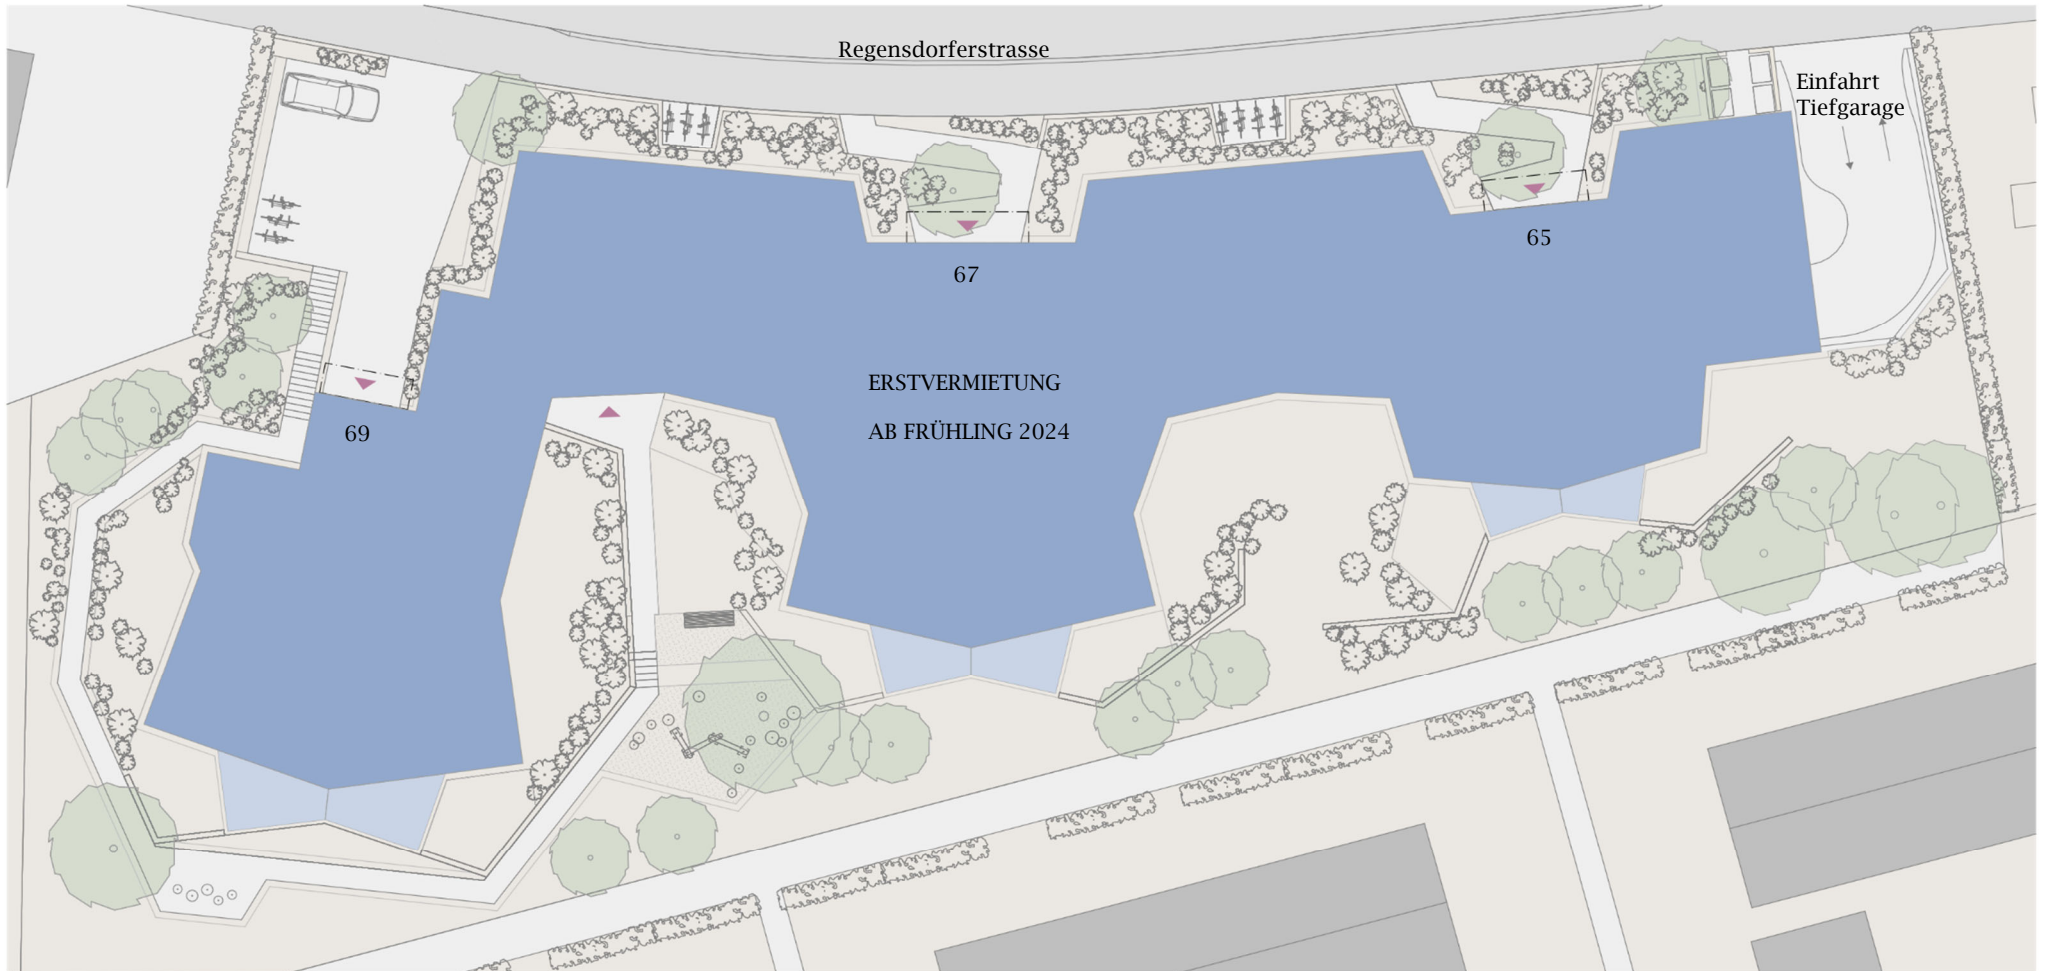 Regensdorferstrasse
Einfahrt
Tiefgarage
65
67
ERSTVERMIETUNG
AB FRÜHLING 2024
69